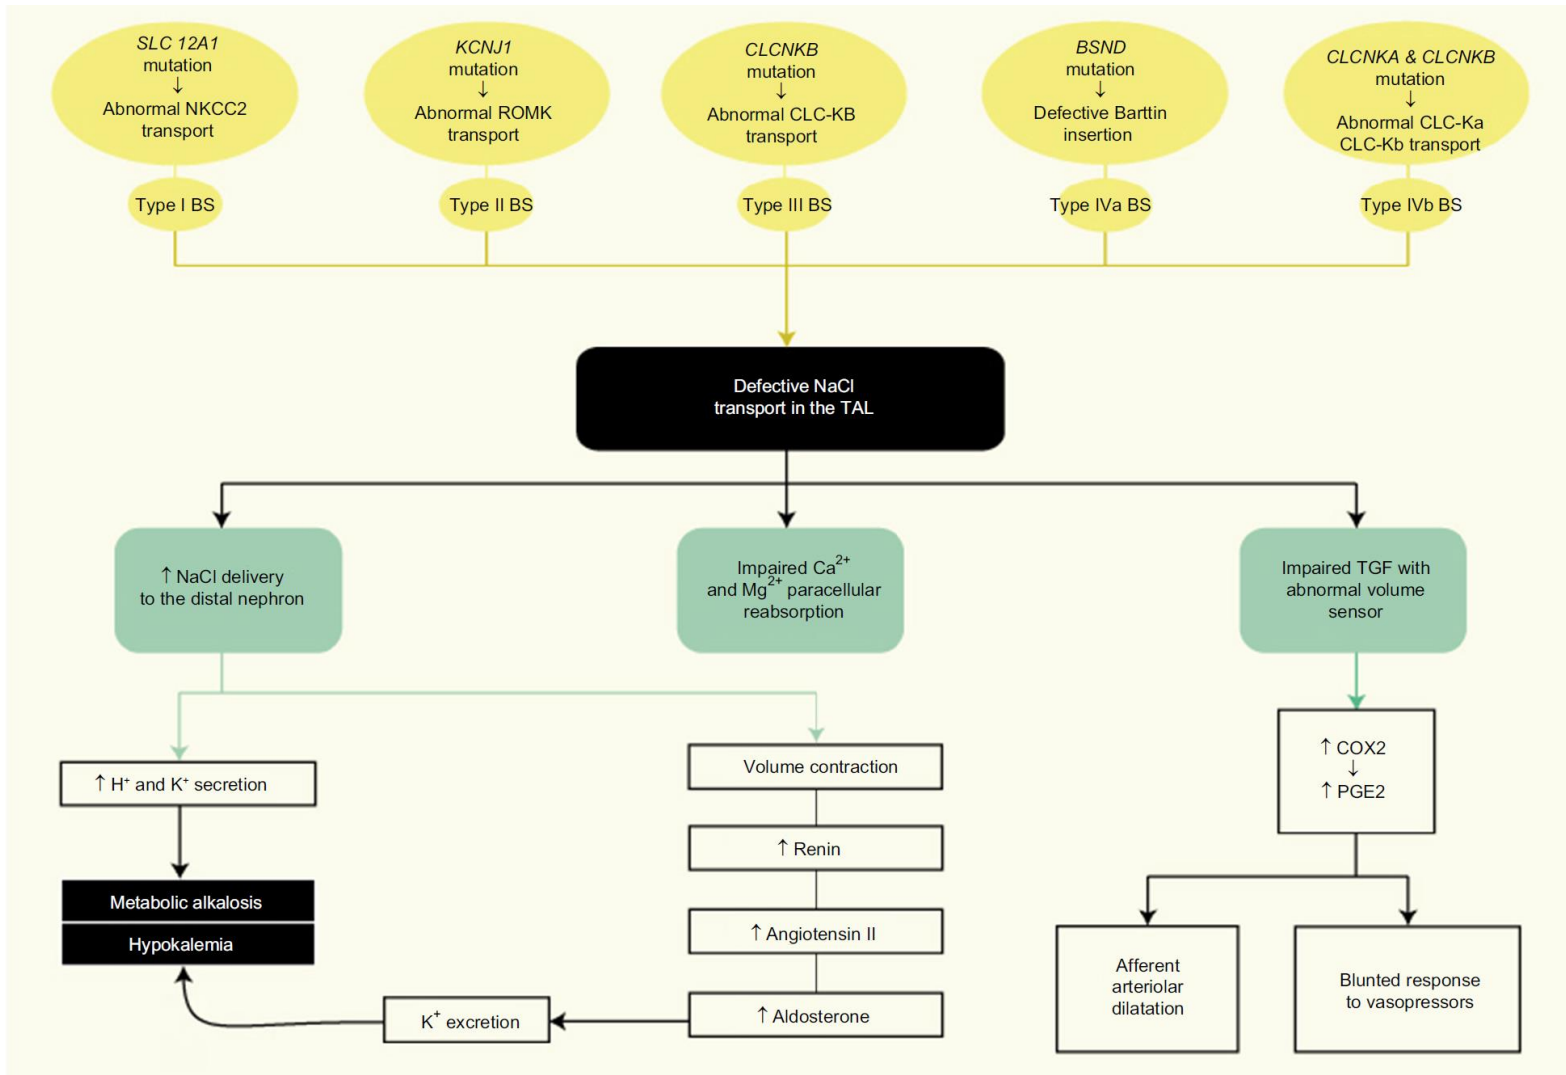 SLC 12A1
mutation
↓
Abnormal NKCC2
transport
KCNJ1
mutation
↓
Abnormal ROMK
transport
CLCNKB
mutation
↓
Abnormal CLC-KB
transport
BSND
mutation
↓
Defective Barttin
insertion
CLCNKA & CLCNKB
mutation
↓
Abnormal CLC-Ka
CLC-Kb transport
Type I BS
Type II BS
Type III BS
Type IVa BS
Type IVb BS
Defective NaCl
transport in the TAL
↑ NaCl delivery
to the distal nephron
Impaired Ca²⁺
and Mg²⁺ paracellular
reabsorption
Impaired TGF with
abnormal volume
sensor
↑ H⁺ and K⁺ secretion
Metabolic alkalosis
Hypokalemia
Volume contraction
↑ Renin
↑ Angiotensin II
↑ Aldosterone
K⁺ excretion
↑ COX2
↓
↑ PGE2
Afferent
arteriolar
dilatation
Blunted response
to vasopressors